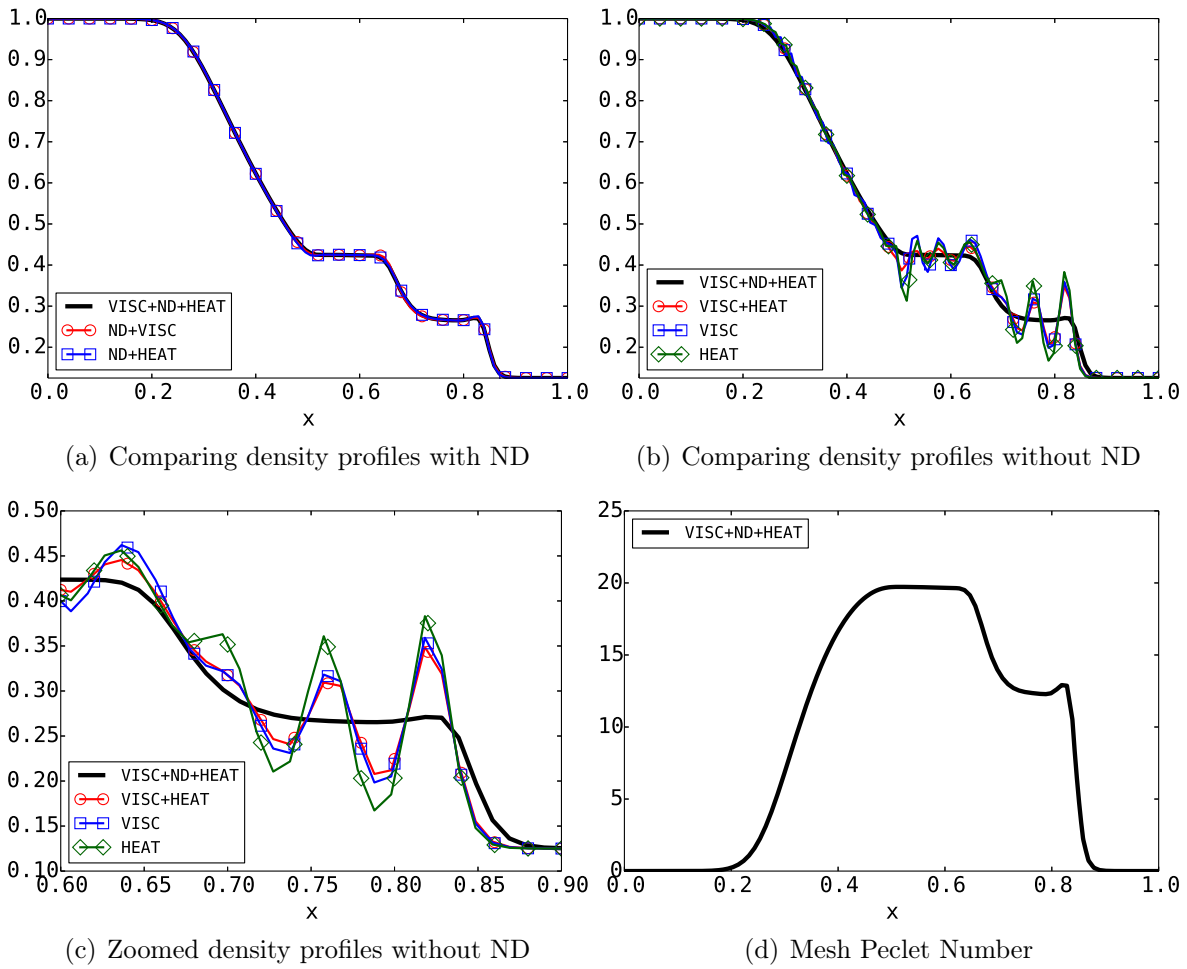 1.0
0.9
0.8
0.7
0.6
0.5
0.4
0.3
0.2
VISC+ND+HEAT
ND+VISC
ND+HEAT
0.0 0.2 0.4 0.6 0.8 1.0
x
(a) Comparing density profiles with ND
1.0
0.9
0.8
0.7
0.6
0.5
0.4
0.3
0.2
VISC+ND+HEAT
VISC+HEAT
VISC
HEAT
0.0 0.2 0.4 0.6 0.8 1.0
x
(b) Comparing density profiles without ND
0.50
0.45
0.40
0.35
0.30
0.25
0.20
0.15
0.10
VISC+ND+HEAT
VISC+HEAT
VISC
HEAT
0.60 0.65 0.70 0.75 0.80 0.85 0.90
x
(c) Zoomed density profiles without ND
25
20
15
10
5
0
VISC+ND+HEAT
0.0 0.2 0.4 0.6 0.8 1.0
x
(d) Mesh Peclet Number